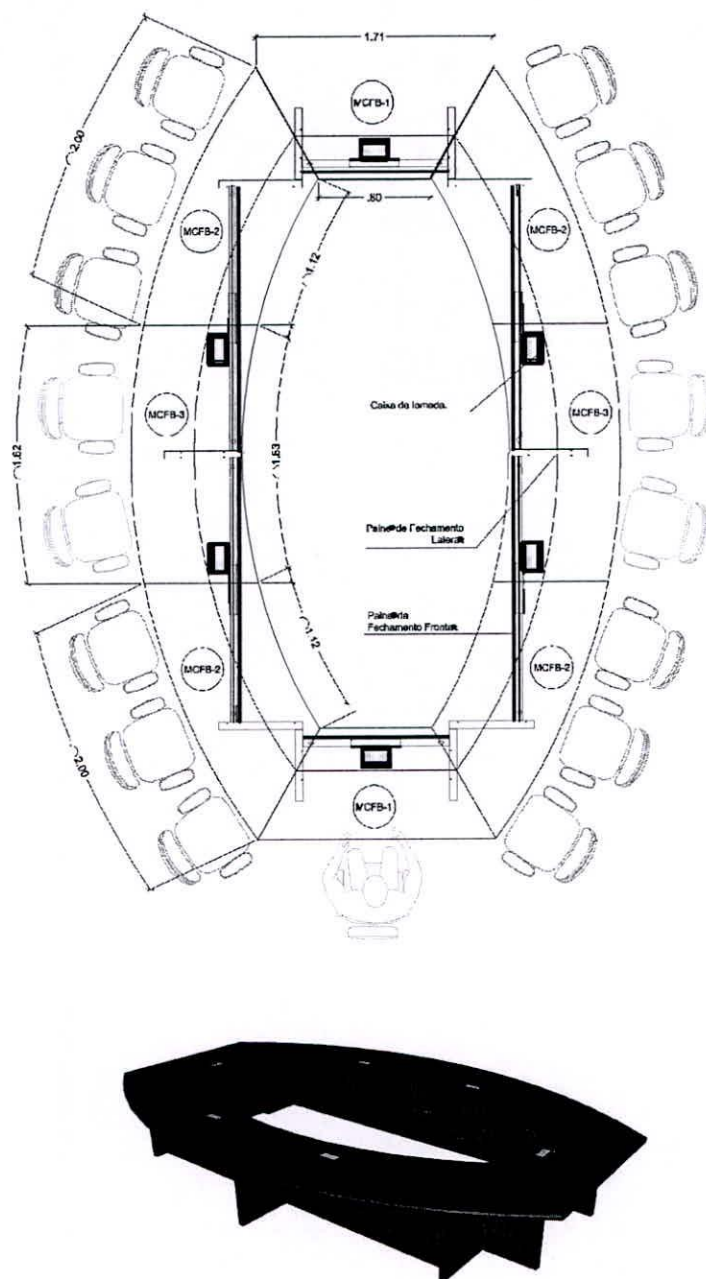 1.71
MCFB-1
2.00
.60
MCFB-2
MCFB-2
1.12
Caixa de tomada.
MCFB-3
MCFB-3
1.62
1.63
Painel de Fechamento
Lateral
Painel de
Fechamento Frontal
1.12
MCFB-2
MCFB-2
2.00
MCFB-1